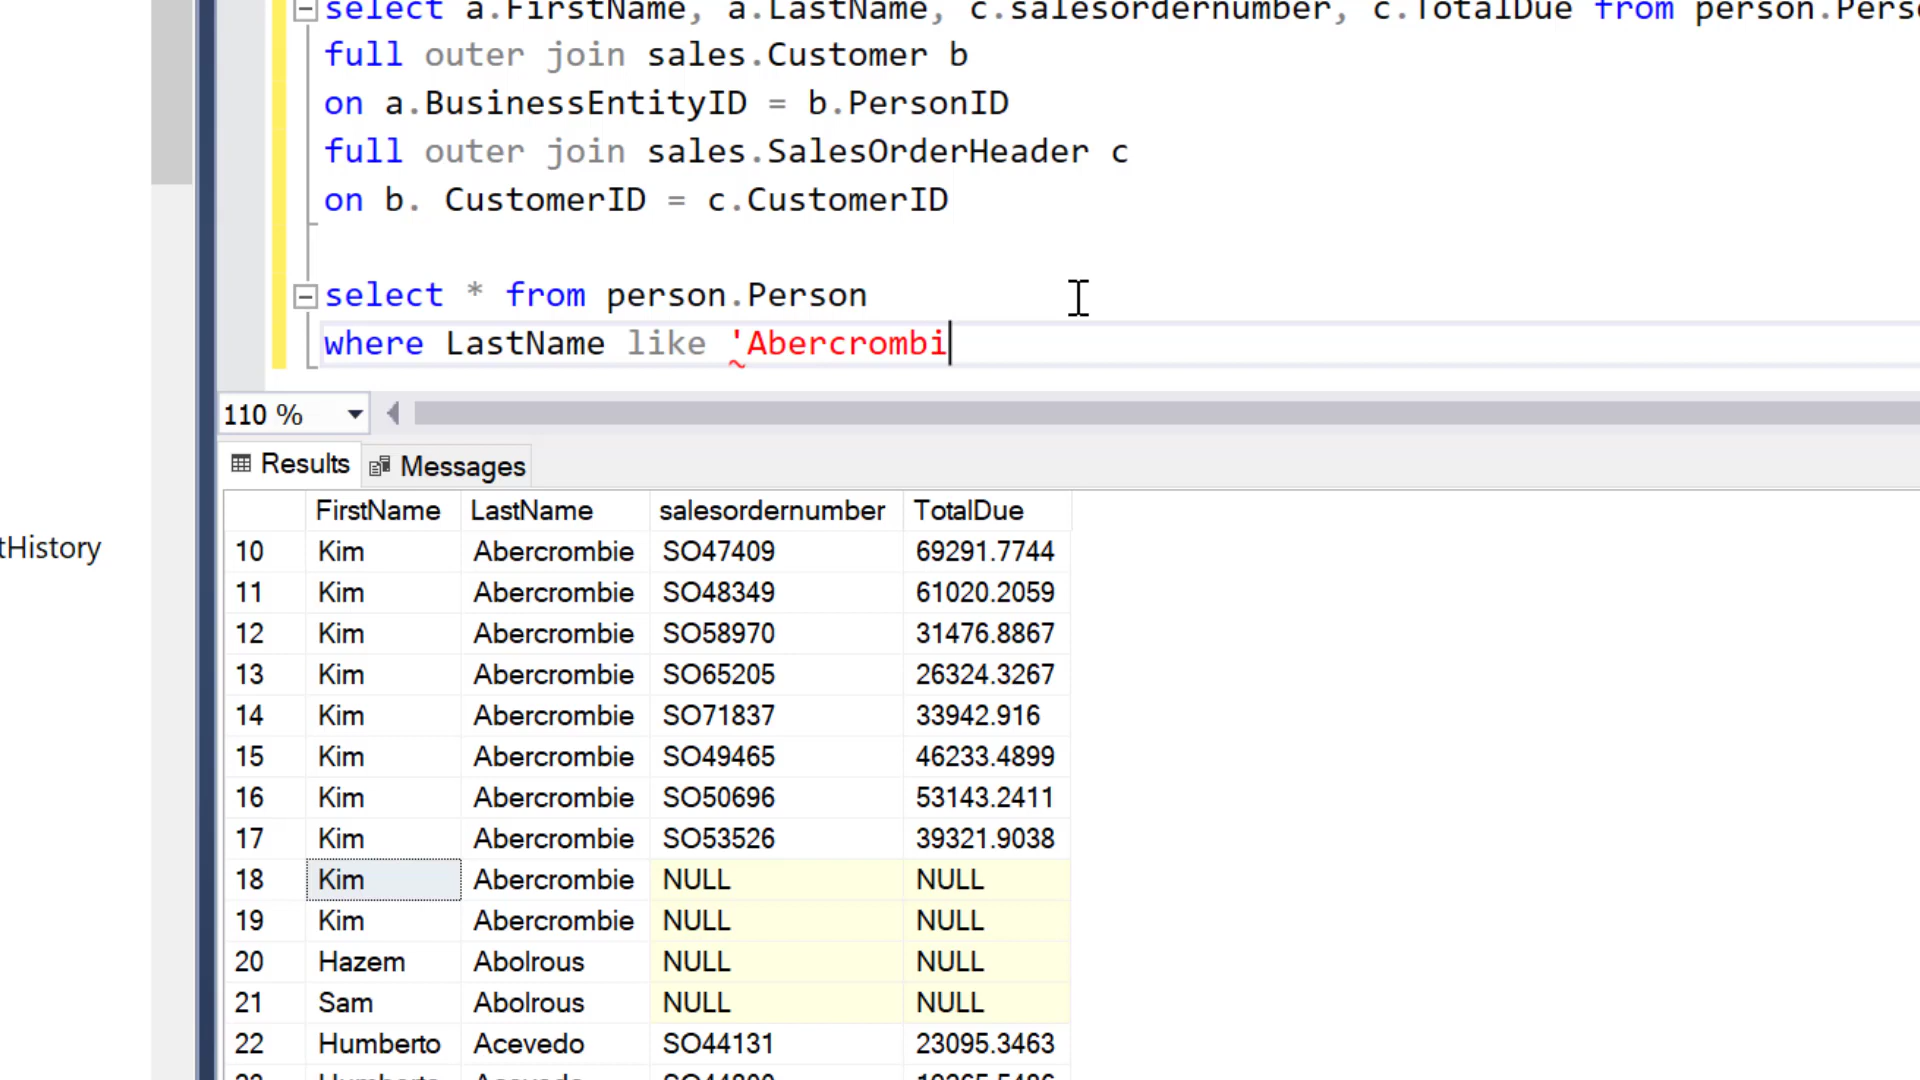 select a.FirstName, a.LastName, c.salesordernumber, c.TotalDue from person.Pers
full outer join sales.Customer b
on a.BusinessEntityID = b.PersonID
full outer join sales.SalesOrderHeader c
on b. CustomerID = c.CustomerID
select * from person.Person
where LastName like 'Abercrombi
110 %
Results Messages
tHistory
FirstName LastName salesordernumber TotalDue
10 Kim Abercrombie SO47409 69291.7744
11 Kim Abercrombie SO48349 61020.2059
12 Kim Abercrombie SO58970 31476.8867
13 Kim Abercrombie SO65205 26324.3267
14 Kim Abercrombie SO71837 33942.916
15 Kim Abercrombie SO49465 46233.4899
16 Kim Abercrombie SO50696 53143.2411
17 Kim Abercrombie SO53526 39321.9038
18 Kim Abercrombie NULL NULL
19 Kim Abercrombie NULL NULL
20 Hazem Abolrous NULL NULL
21 Sam Abolrous NULL NULL
22 Humberto Acevedo SO44131 23095.3463